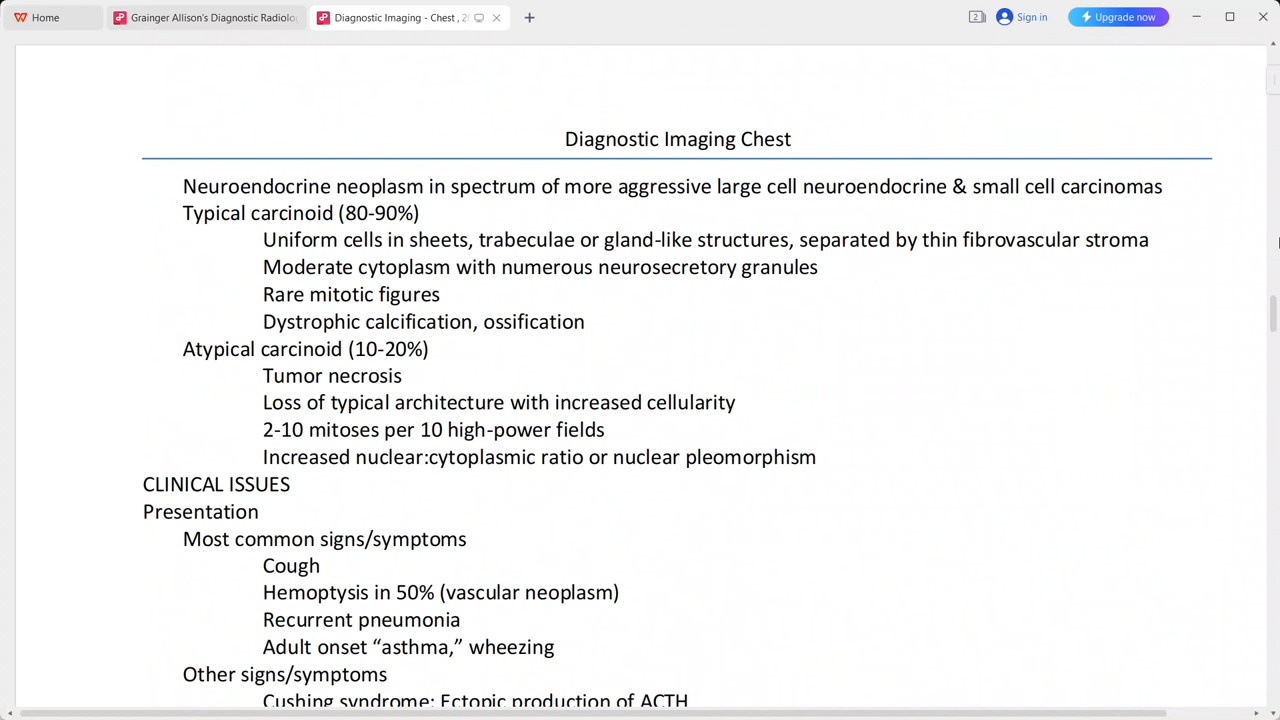 Home
Grainger Allison's Diagnostic Radiolo
Diagnostic Imaging - Chest , 20
2
Sign in
Upgrade now
Diagnostic Imaging Chest
Neuroendocrine neoplasm in spectrum of more aggressive large cell neuroendocrine & small cell carcinomas
Typical carcinoid (80-90%)
Uniform cells in sheets, trabeculae or gland-like structures, separated by thin fibrovascular stroma
Moderate cytoplasm with numerous neurosecretory granules
Rare mitotic figures
Dystrophic calcification, ossification
Atypical carcinoid (10-20%)
Tumor necrosis
Loss of typical architecture with increased cellularity
2-10 mitoses per 10 high-power fields
Increased nuclear:cytoplasmic ratio or nuclear pleomorphism
CLINICAL ISSUES
Presentation
Most common signs/symptoms
Cough
Hemoptysis in 50% (vascular neoplasm)
Recurrent pneumonia
Adult onset “asthma,” wheezing
Other signs/symptoms
Cushing syndrome: Ectopic production of ACTH